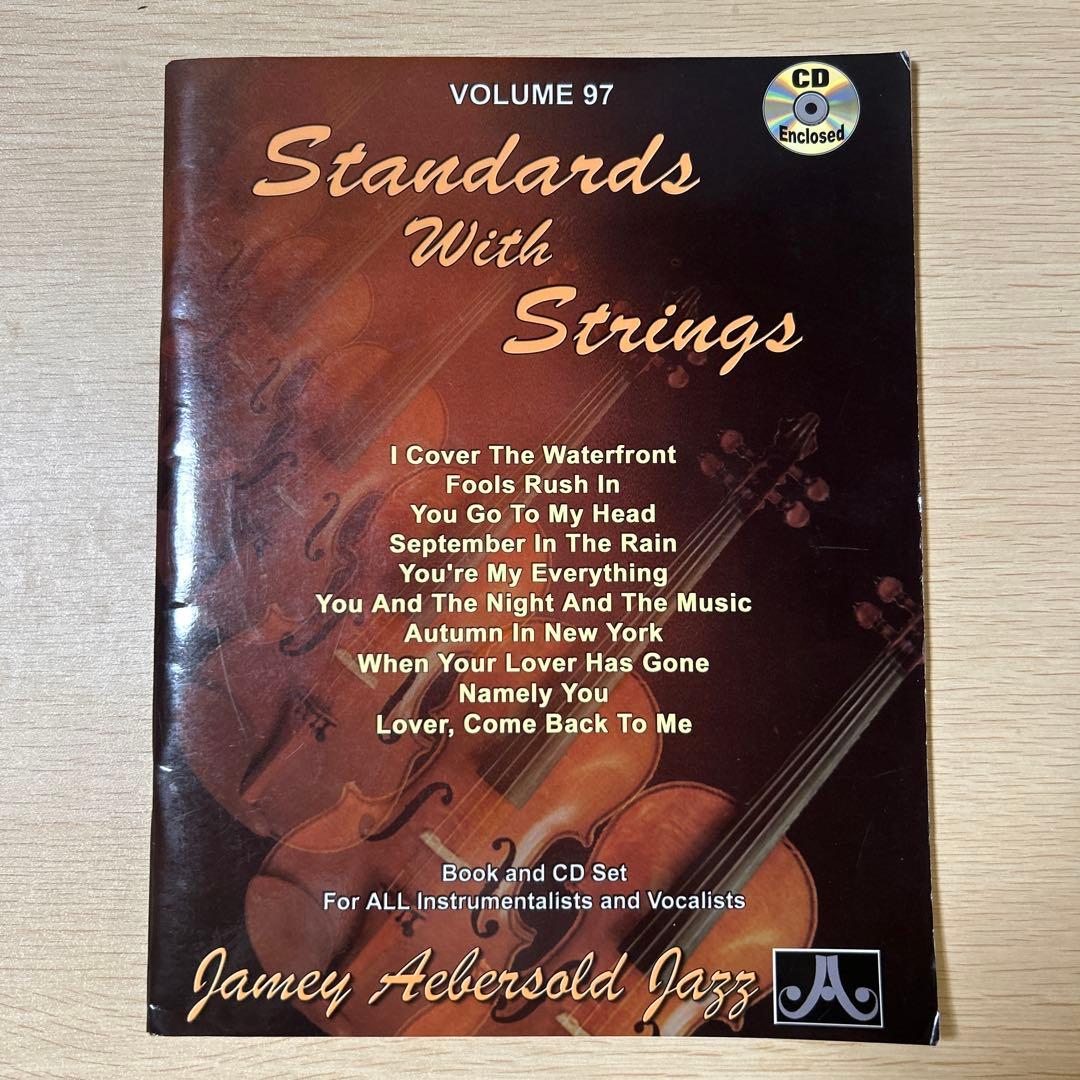 VOLUME 97
CD
Enclosed
Standards
With
Strings
I Cover The Waterfront
Fools Rush In
You Go To My Head
September In The Rain
You're My Everything
You And The Night And The Music
Autumn In New York
When Your Lover Has Gone
Namely You
Lover, Come Back To Me
Book and CD Set
For ALL Instrumentalists and Vocalists
Jamey Aebersold Jazz
JA